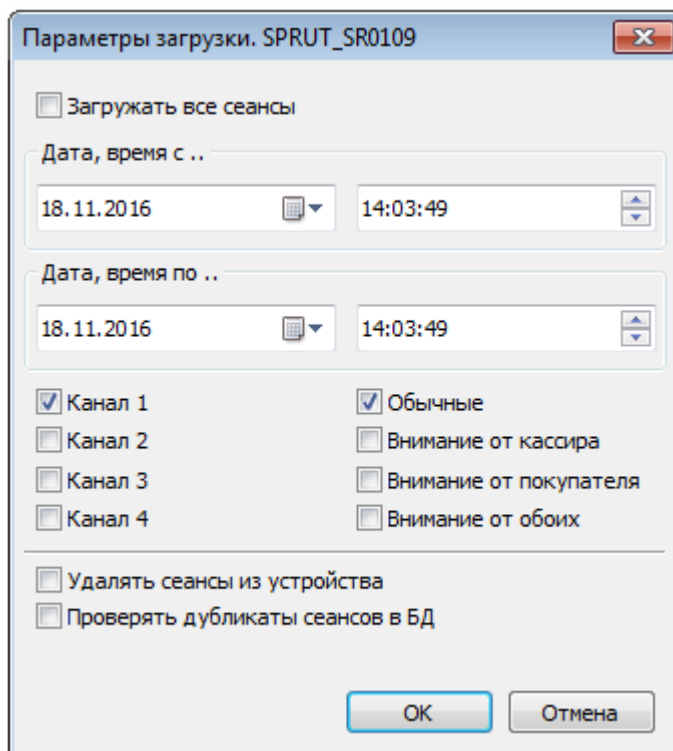 Параметры загрузки. SPRUT_SR0109
Загружать все сеансы
Дата, время с ..
18.11.2016 14:03:49
Дата, время по ..
18.11.2016 14:03:49
Канал 1 Обычные
Канал 2 Внимание от кассира
Канал 3 Внимание от покупателя
Канал 4 Внимание от обоих
Удалять сеансы из устройства
Проверять дубликаты сеансов в БД
ОК Отмена